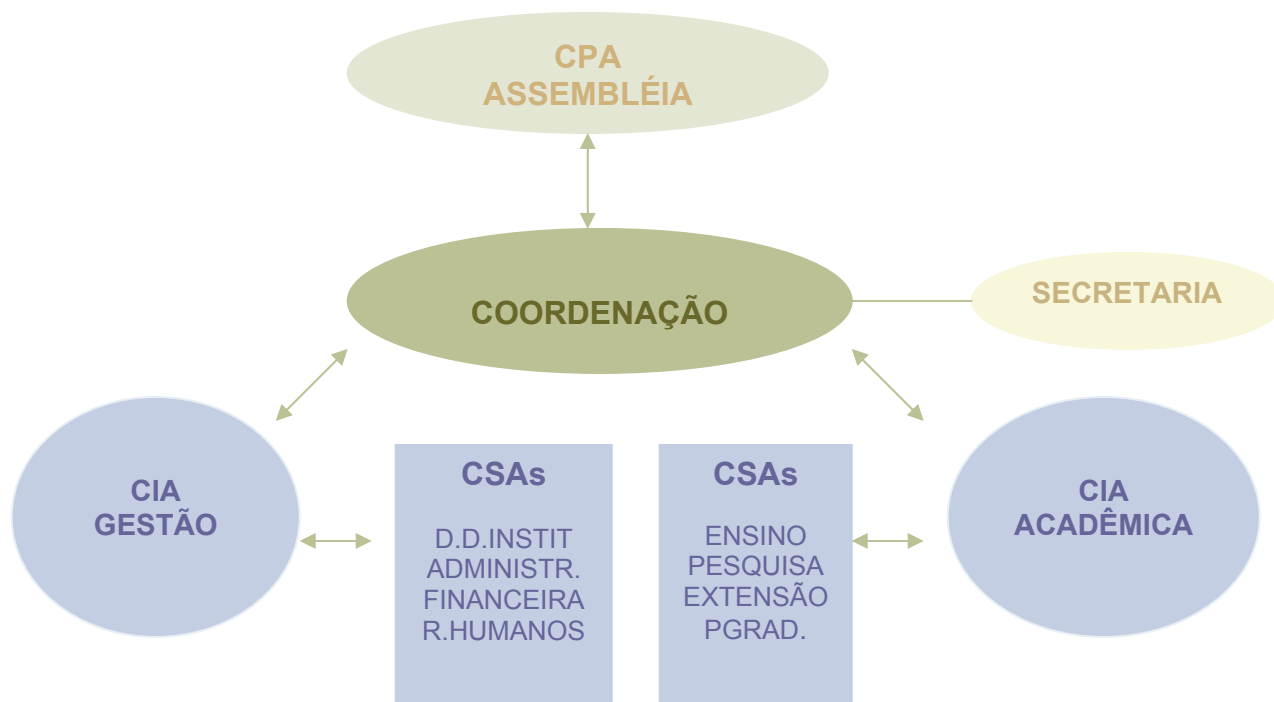 CPA
ASSEMBLÉIA
COORDENAÇÃO
SECRETARIA
CIA
GESTÃO
CSAs
D.D.INSTIT
ADMINISTR.
FINANCEIRA
R.HUMANOS
CSAs
ENSINO
PESQUISA
EXTENSÃO
PGRAD.
CIA
ACADÊMICA